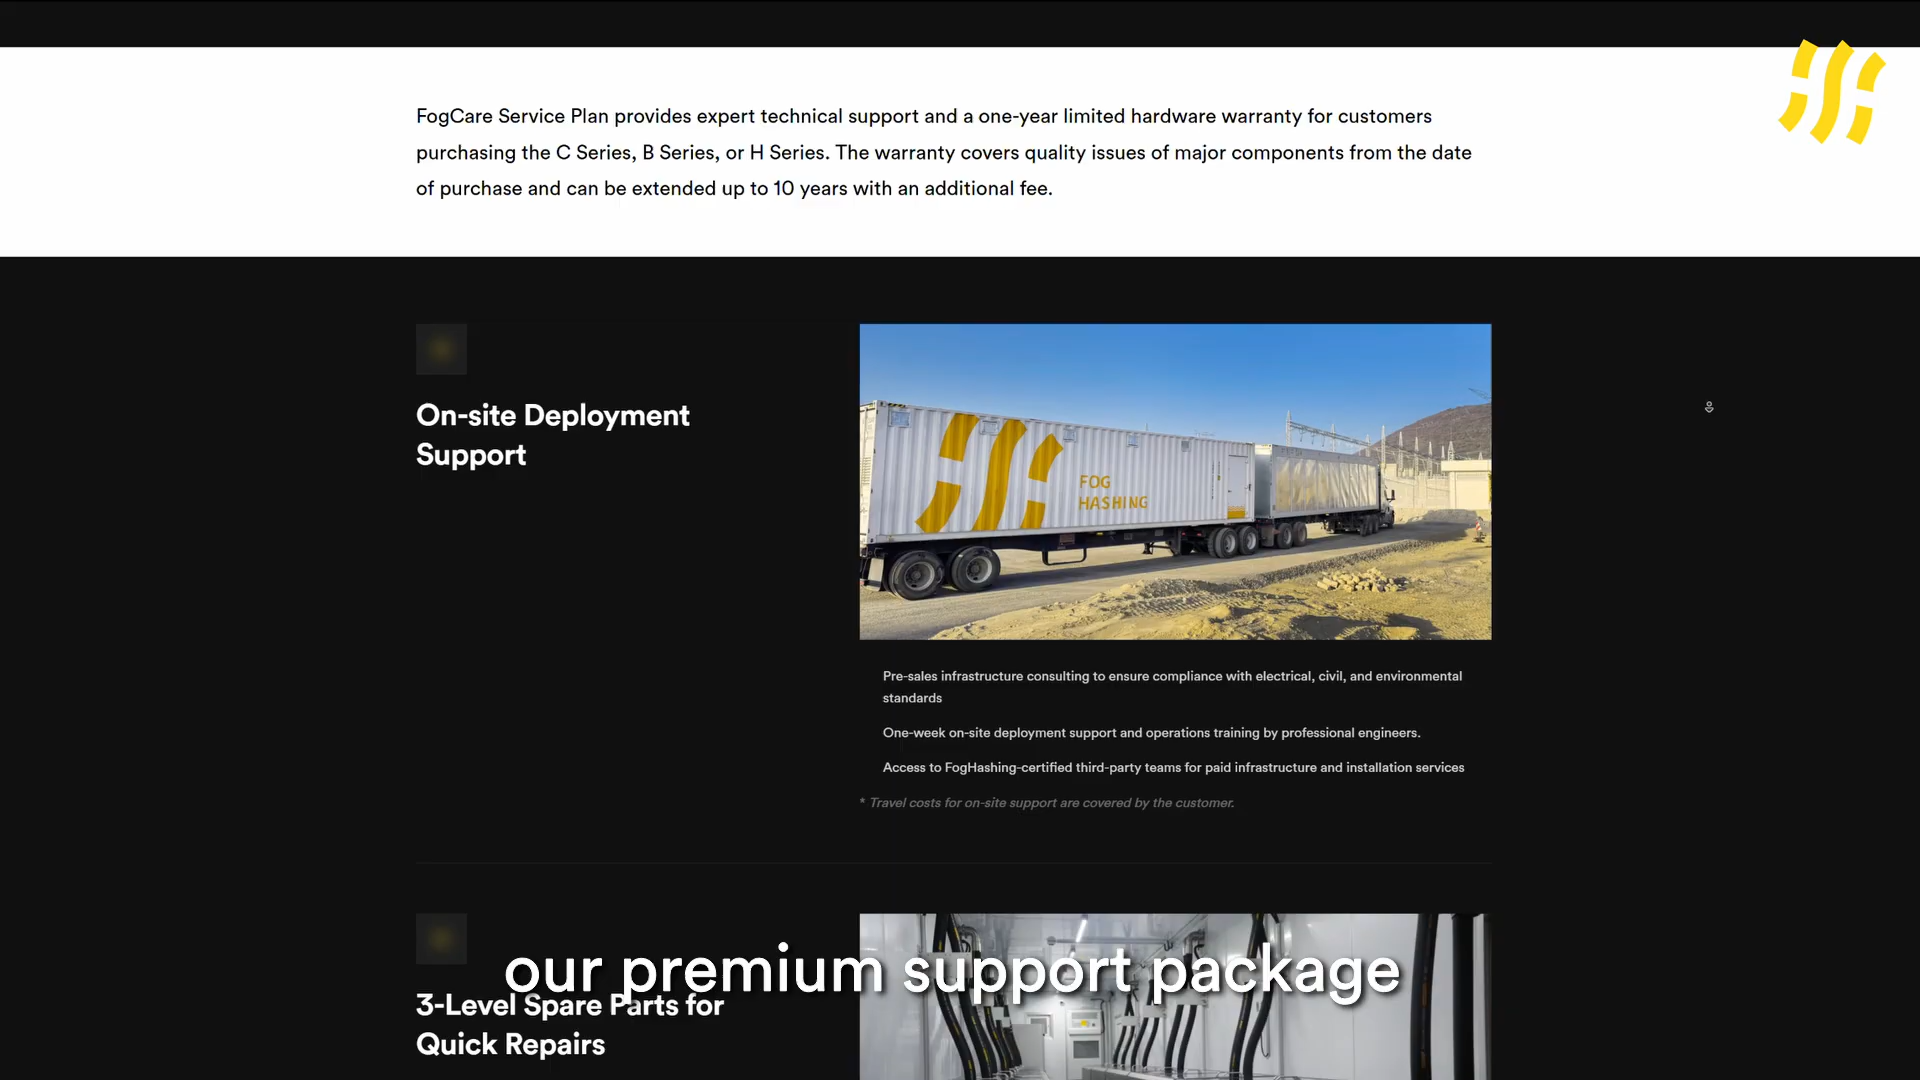 FogCare Service Plan provides expert technical support and a one-year limited hardware warranty for customers
purchasing the C Series, B Series, or H Series. The warranty covers quality issues of major components from the date
of purchase and can be extended up to 10 years with an additional fee.
On-site Deployment
Support
FOG
HASHING
Pre-sales infrastructure consulting to ensure compliance with electrical, civil, and environmental
standards
One-week on-site deployment support and operations training by professional engineers.
Access to FogHashing-certified third-party teams for paid infrastructure and installation services
* Travel costs for on-site support are covered by the customer.
our premium support package
3-Level Spare Parts for
Quick Repairs